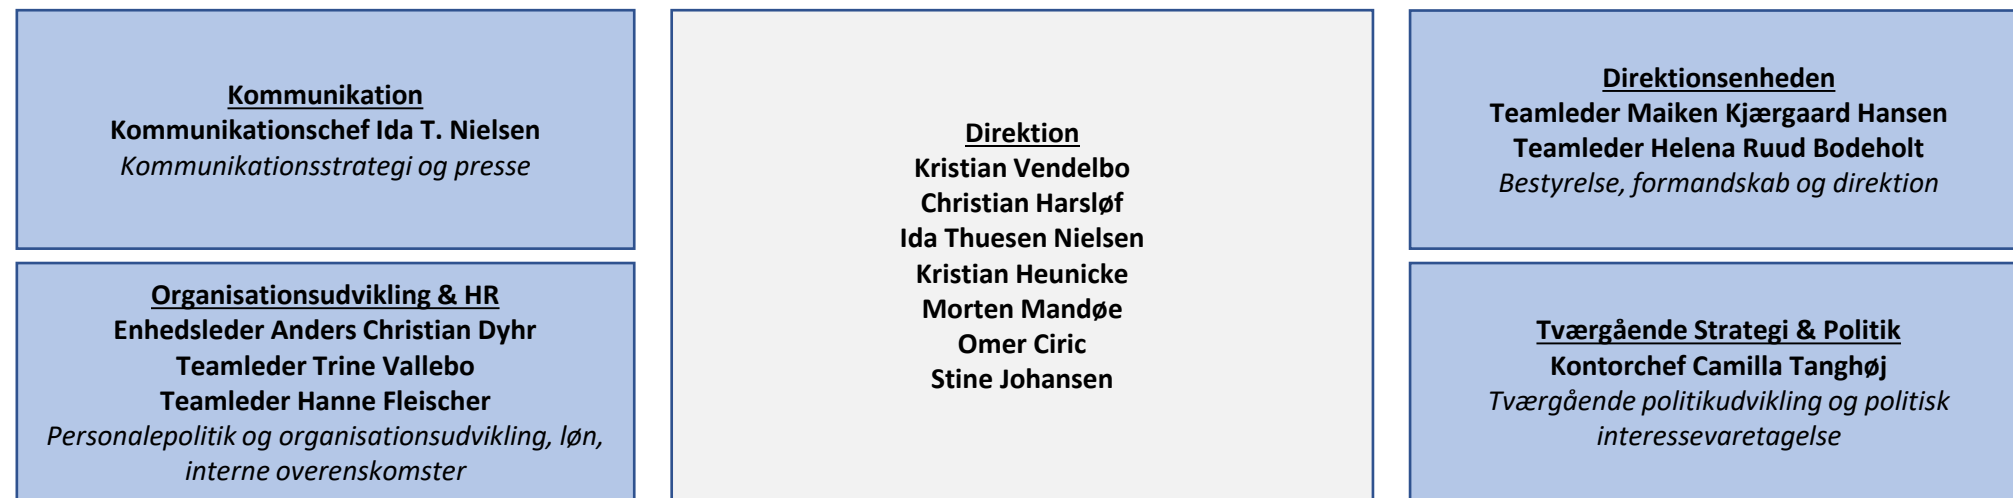 Kommunikation
Kommunikationschef Ida T. Nielsen
Kommunikationsstrategi og presse
Organisationsudvikling & HR
Enhedsleder Anders Christian Dyhr
Teamleder Trine Vallebo
Teamleder Hanne Fleischer
Personalepolitik og organisationsudvikling, løn,
interne overenskomster
Direktion
Kristian Vendelbo
Christian Harsløf
Ida Thuesen Nielsen
Kristian Heunicke
Morten Mandøe
Omer Ciric
Stine Johansen
Direktionsenheden
Teamleder Maiken Kjærgaard Hansen
Teamleder Helena Ruud Bodeholt
Bestyrelse, formandskab og direktion
Tværgående Strategi & Politik
Kontorchef Camilla Tanghøj
Tværgående politikudvikling og politisk
interessevaretagelse